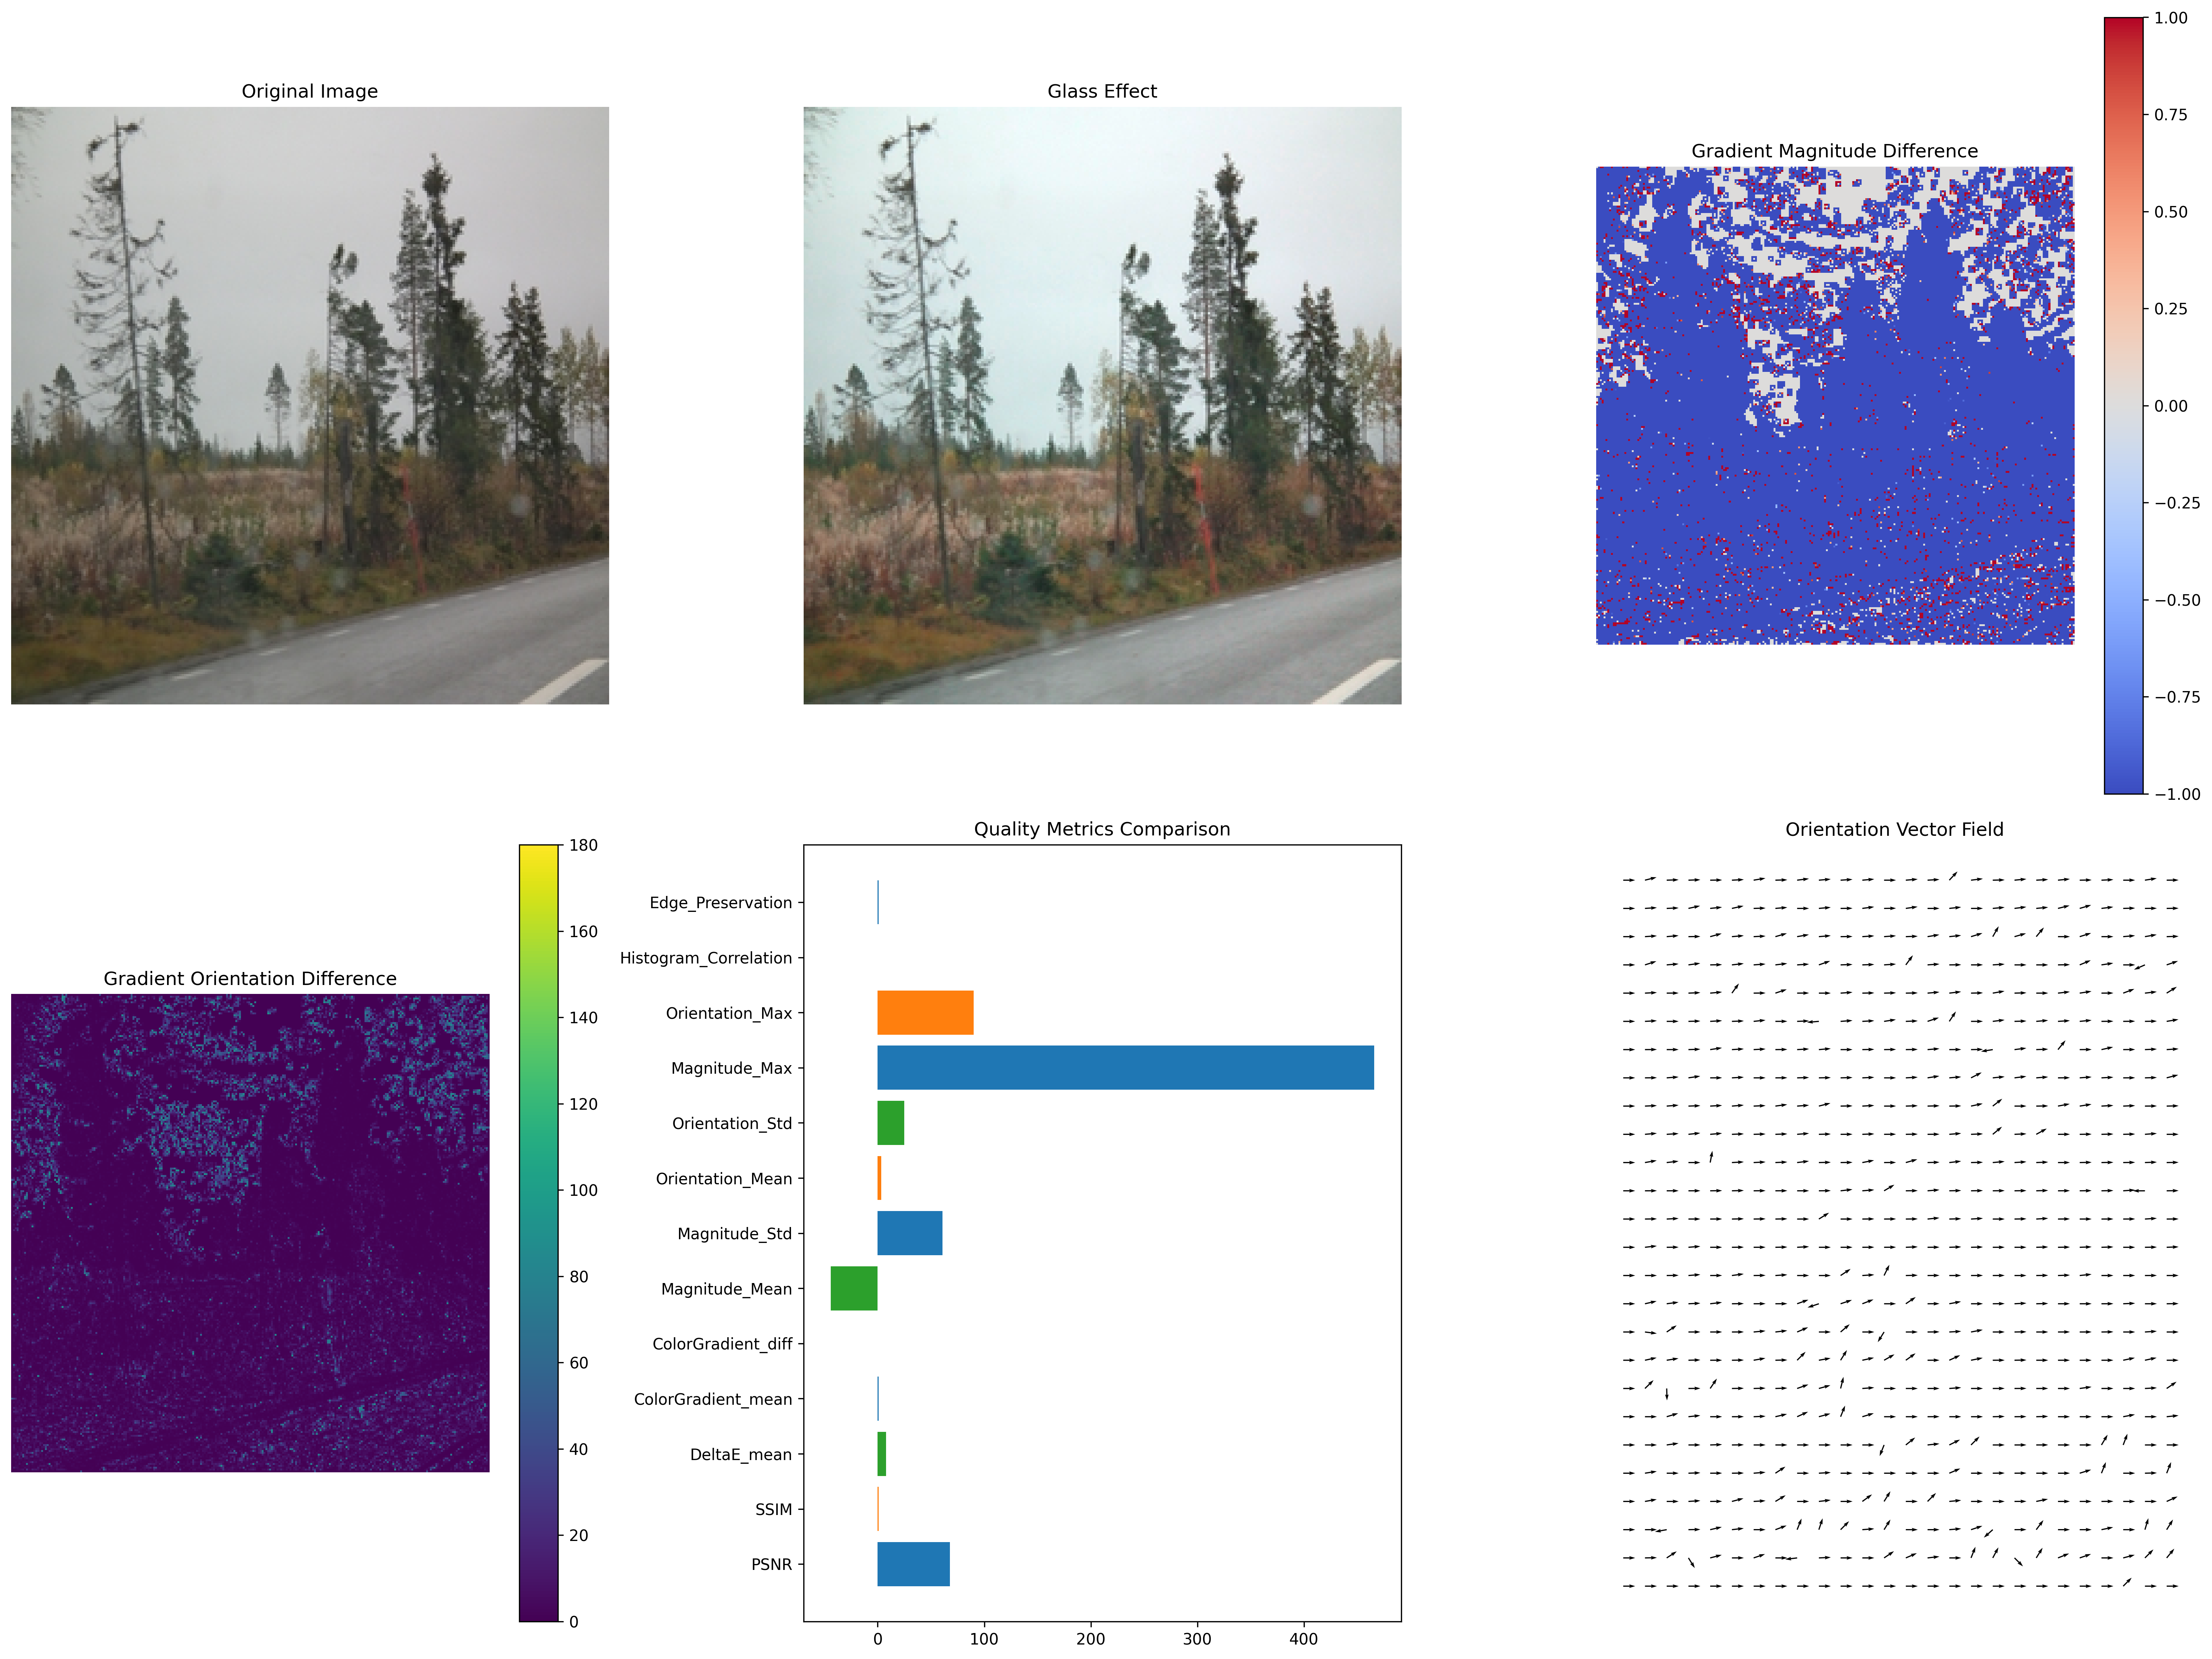 Original Image
Glass Effect
Gradient Magnitude Difference
1.00
0.75
0.50
0.25
0.00
−0.25
−0.50
−0.75
−1.00
Gradient Orientation Difference
180
160
140
120
100
80
60
40
20
0
Quality Metrics Comparison
Edge_Preservation
Histogram_Correlation
Orientation_Max
Magnitude_Max
Orientation_Std
Orientation_Mean
Magnitude_Std
Magnitude_Mean
ColorGradient_diff
ColorGradient_mean
DeltaE_mean
SSIM
PSNR
0 100 200 300 400
Orientation Vector Field